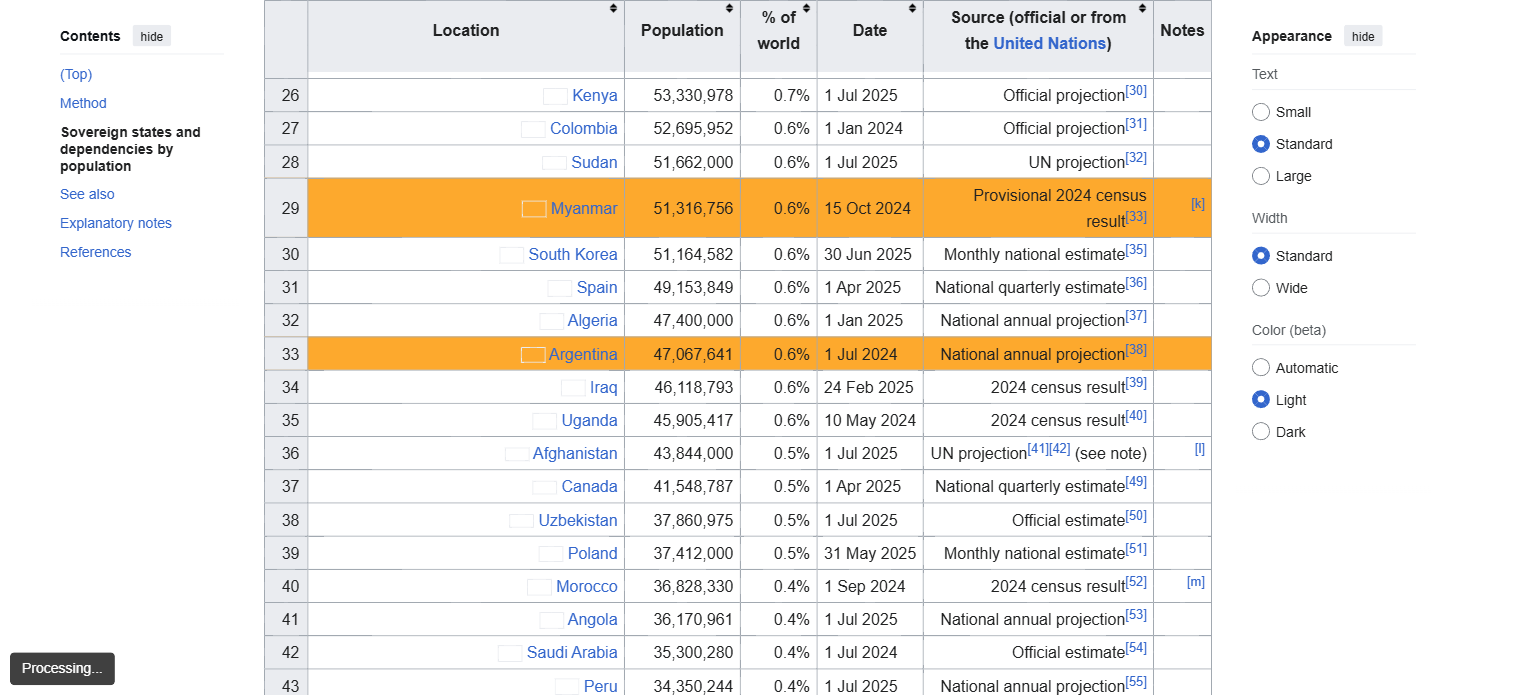 Contents hide
(Top)
Method
Sovereign states and
dependencies by
population
See also
Explanatory notes
References
Location Population % of world Date Source (official or from the United Nations) Notes
26 Kenya 53,330,978 0.7% 1 Jul 2025 Official projection[30]
27 Colombia 52,695,952 0.6% 1 Jan 2024 Official projection[31]
28 Sudan 51,662,000 0.6% 1 Jul 2025 UN projection[32]
29 Myanmar 51,316,756 0.6% 15 Oct 2024 Provisional 2024 census result[33] [k]
30 South Korea 51,164,582 0.6% 30 Jun 2025 Monthly national estimate[35]
31 Spain 49,153,849 0.6% 1 Apr 2025 National quarterly estimate[36]
32 Algeria 47,400,000 0.6% 1 Jan 2025 National annual projection[37]
33 Argentina 47,067,641 0.6% 1 Jul 2024 National annual projection[38]
34 Iraq 46,118,793 0.6% 24 Feb 2025 2024 census result[39]
35 Uganda 45,905,417 0.6% 10 May 2024 2024 census result[40]
36 Afghanistan 43,844,000 0.5% 1 Jul 2025 UN projection[41][42] (see note) [l]
37 Canada 41,548,787 0.5% 1 Apr 2025 National quarterly estimate[49]
38 Uzbekistan 37,860,975 0.5% 1 Jul 2025 Official estimate[50]
39 Poland 37,412,000 0.5% 31 May 2025 Monthly national estimate[51]
40 Morocco 36,828,330 0.4% 1 Sep 2024 2024 census result[52] [m]
41 Angola 36,170,961 0.4% 1 Jul 2025 National annual projection[53]
42 Saudi Arabia 35,300,280 0.4% 1 Jul 2024 Official estimate[54]
43 Peru 34,350,244 0.4% 1 Jul 2025 National annual projection[55]
Appearance hide
Text
Small
Standard
Large
Width
Standard
Wide
Color (beta)
Automatic
Light
Dark
Processing...